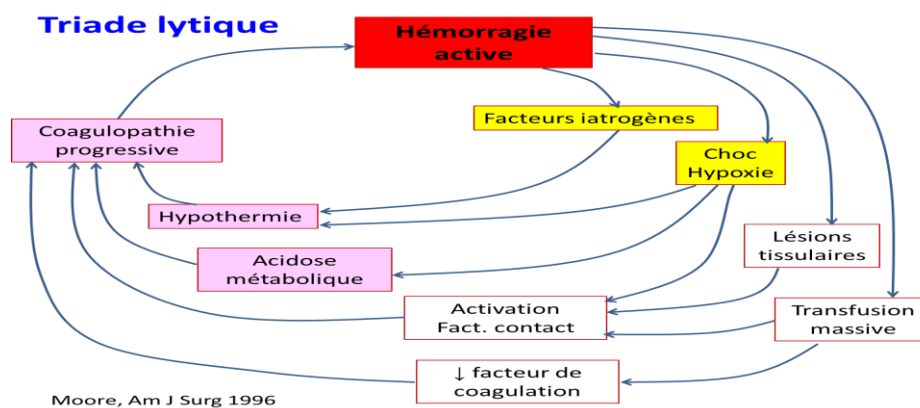 Triade lytique
Hémorragie
active
Facteurs iatrogènes
Coagulopathie
progressive
Choc
Hypoxie
Hypothermie
Lésions
tissulaires
Acidose
métabolique
Activation
Fact. contact
Transfusion
massive
↓ facteur de
coagulation
Moore, Am J Surg 1996